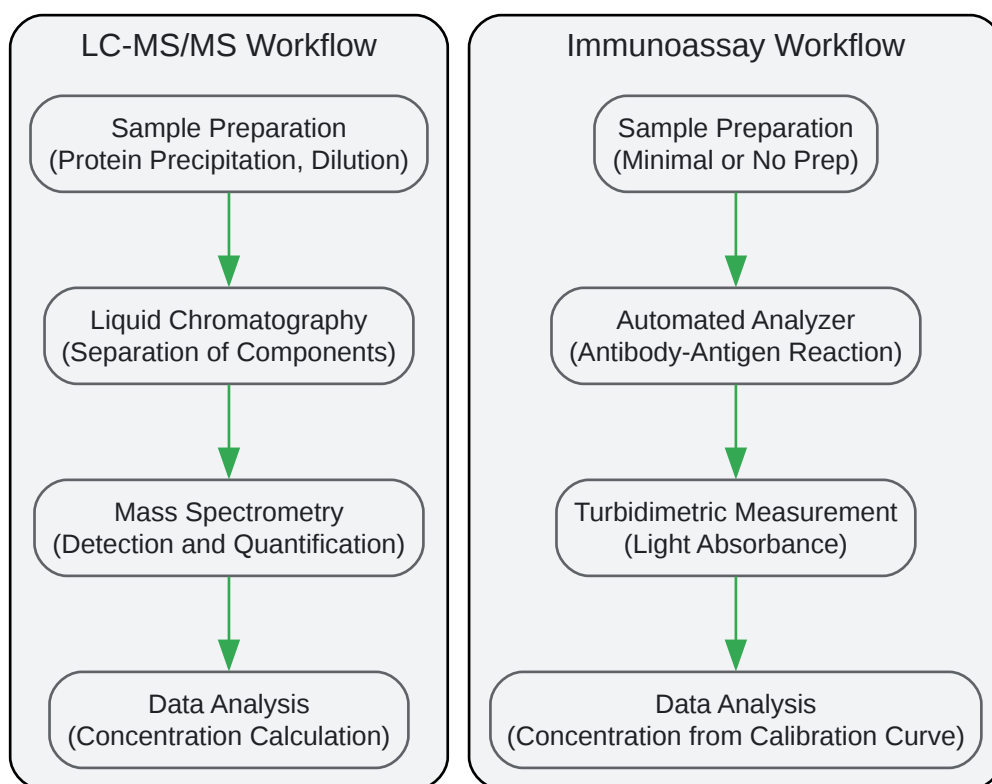 LC-MS/MS Workflow
Sample Preparation
(Protein Precipitation, Dilution)
Liquid Chromatography
(Separation of Components)
Mass Spectrometry
(Detection and Quantification)
Data Analysis
(Concentration Calculation)
Immunoassay Workflow
Sample Preparation
(Minimal or No Prep)
Automated Analyzer
(Antibody-Antigen Reaction)
Turbidimetric Measurement
(Light Absorbance)
Data Analysis
(Concentration from Calibration Curve)